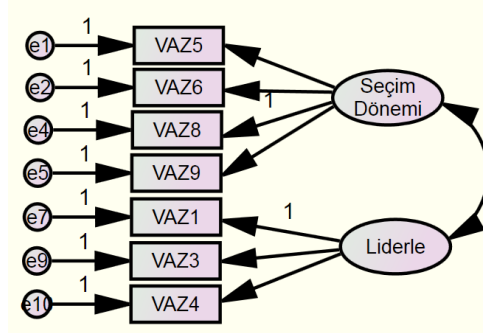 e1 1 VAZ5
e2 1 VAZ6
Seçim
Dönemi
1
e4 1 VAZ8
e5 1 VAZ9
e7 1 VAZ1 1
e9 1 VAZ3
Liderle
e10 1 VAZ4